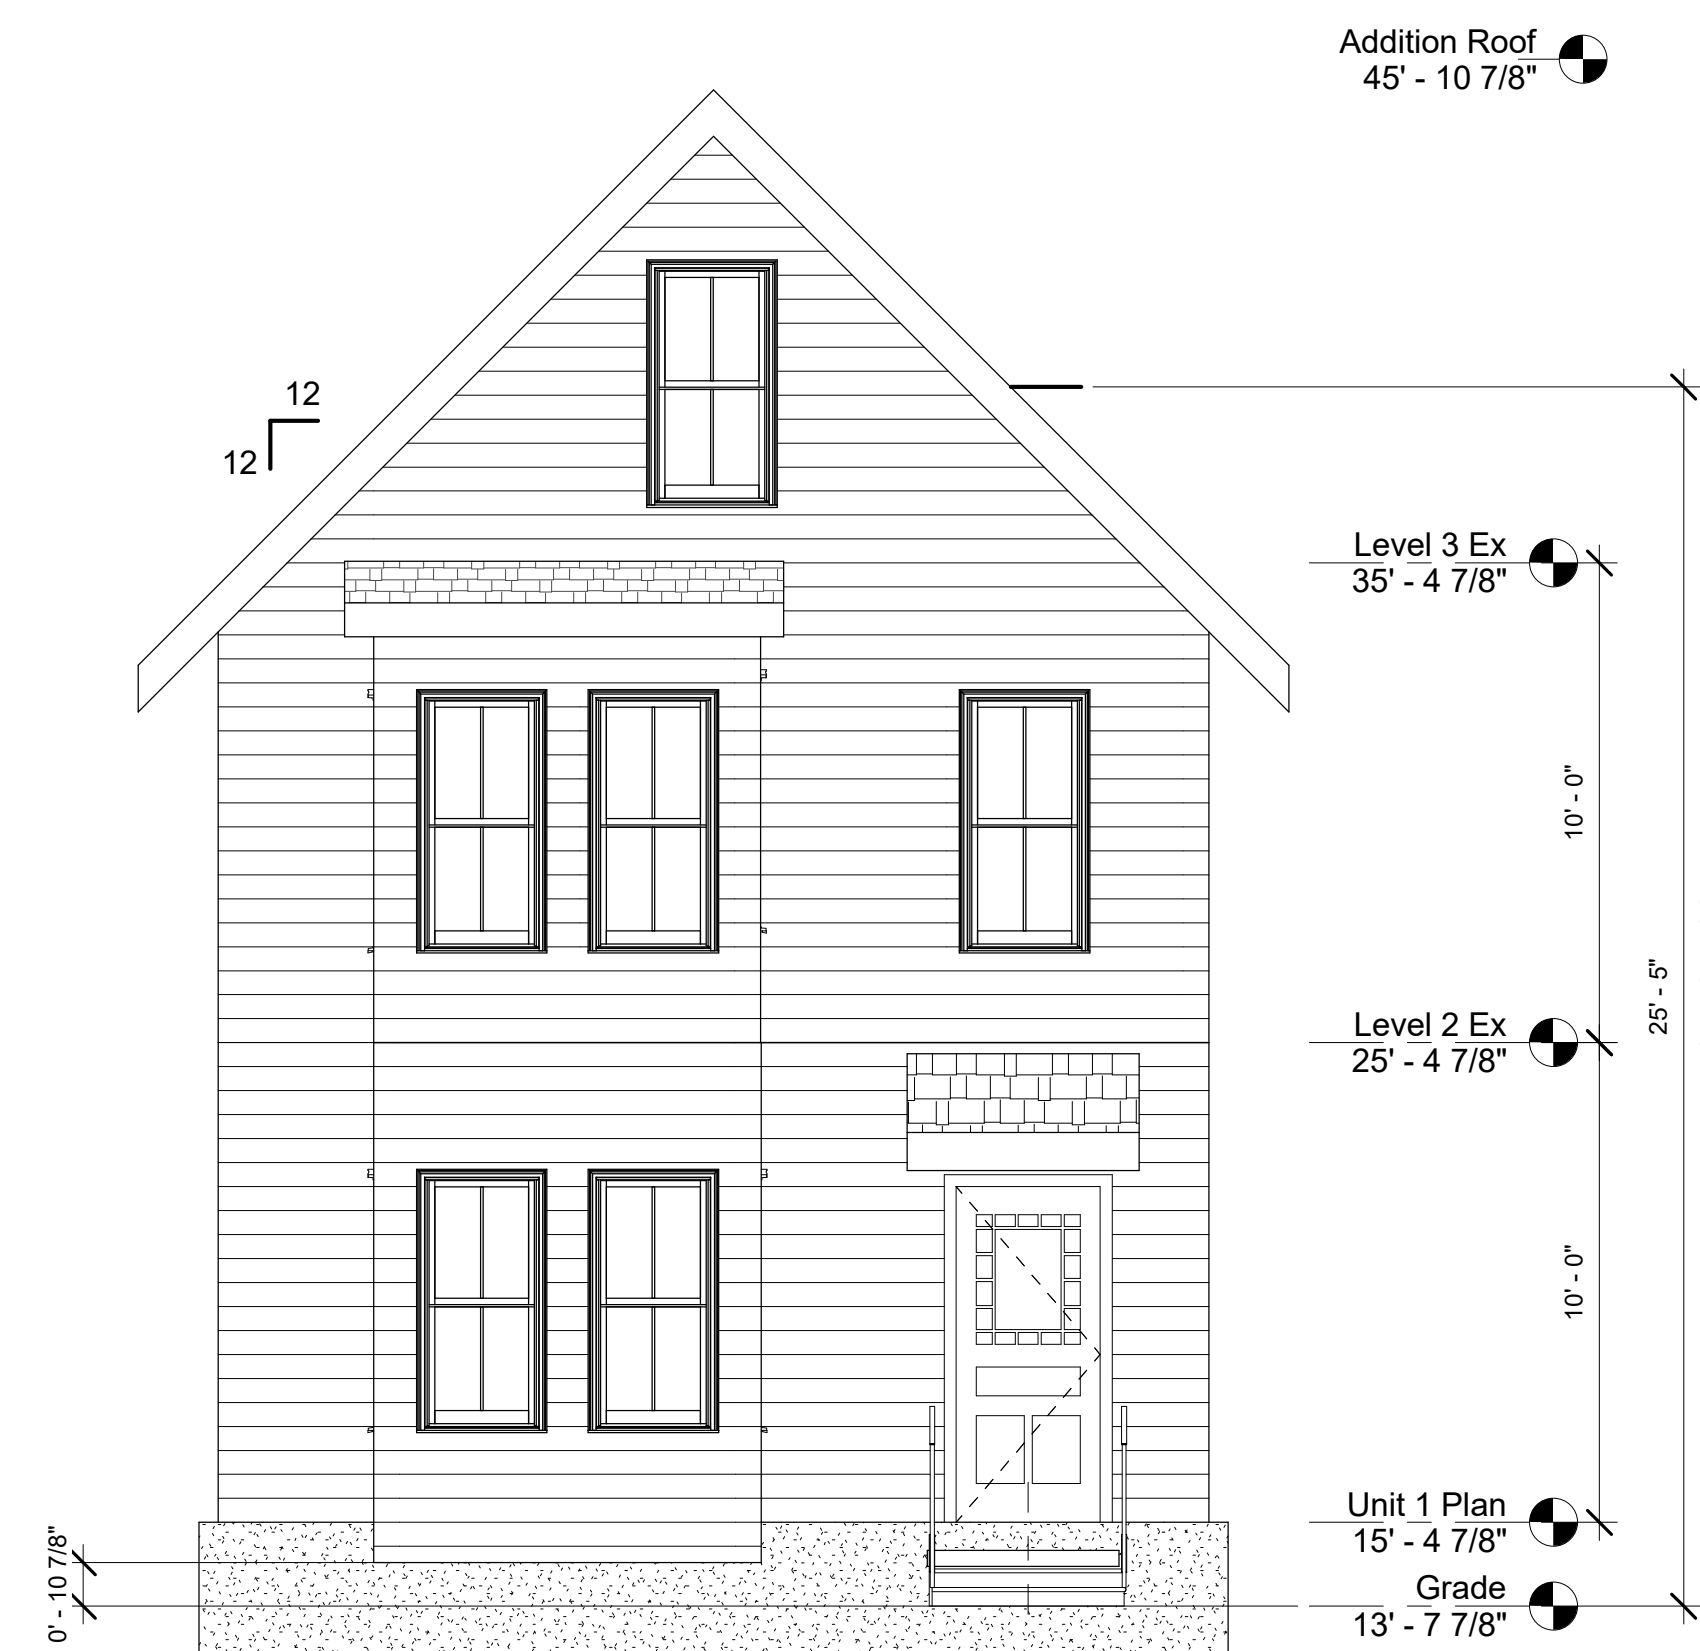 Addition Roof
45' - 10 7/8"
12
12
Level 3 Ex
35' - 4 7/8"
10' - 0"
25' - 5"
Level 2 Ex
25' - 4 7/8"
10' - 0"
Unit 1 Plan
15' - 4 7/8"
0' - 10 7/8"
Grade
13' - 7 7/8"